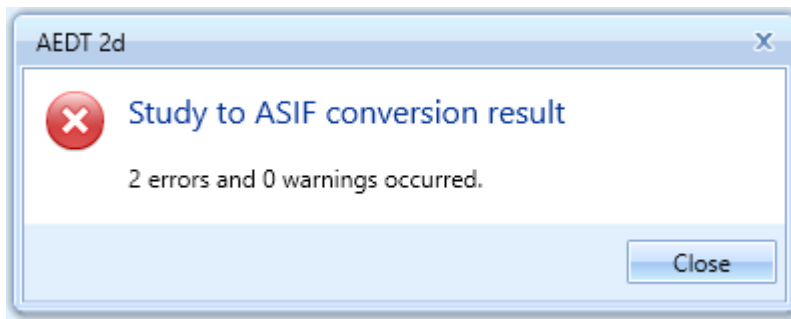 AEDT 2d
Study to ASIF conversion result
2 errors and 0 warnings occurred.
Close